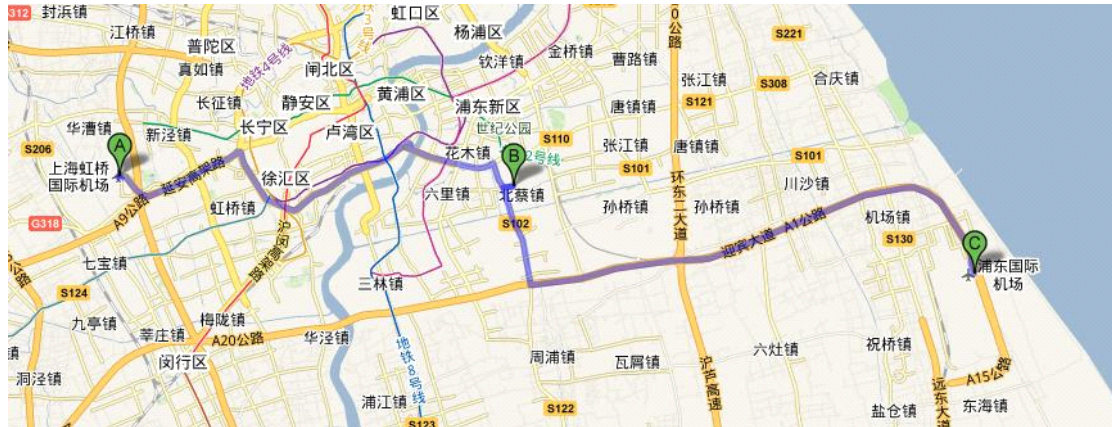 G312
封浜镇
江桥镇
普陀区
真如镇
地铁4号线
闸北区
地铁3号线
虹口区
杨浦区
钦洋镇
金桥镇
曹路镇
S221
张江镇
S308
合庆镇
长征镇
静安区
黄浦区
浦东新区
唐镇镇
S121
华漕镇
新泾镇
长宁区
卢湾区
世纪公园
S110
S206
A
上海虹桥
国际机场
延安高架路
徐汇区
花木镇
B
2号线
张江镇
唐镇镇
S101
S101
川沙镇
六里镇
北蔡镇
G318
A9公路
虹桥镇
S102
孙桥镇
环东二大道
孙桥镇
机场镇
S130
迎宾大道
A1公路
C
浦东国际
机场
七宝镇
S124
三林镇
九亭镇
莘庄镇
梅陇镇
A20公路
华泾镇
闵行区
地铁8号线
周浦镇
瓦屑镇
六灶镇
祝桥镇
洞泾镇
浦江镇
S122
S123
沪芦高速
远东大道
A15公路
盐仓镇
东海镇